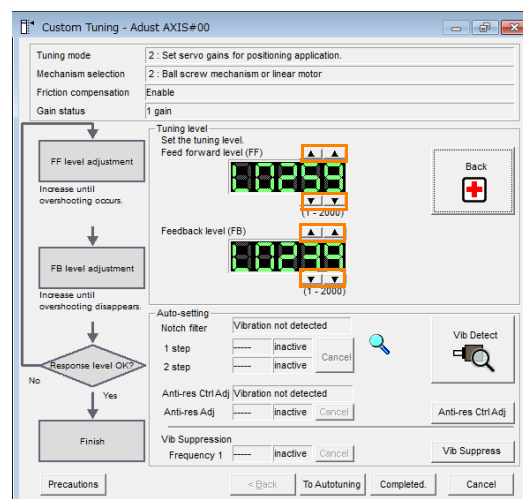 Custom Tuning - Adust AXIS#00
Tuning mode 2 : Set servo gains for positioning application.
Mechanism selection 2 : Ball screw mechanism or linear motor
Friction compensation Enable
Gain status 1 gain
Tuning level
Set the tuning level.
Feed forward level (FF)
L0259
(1 - 2000)
Feedback level (FB)
L0244
(1 - 2000)
Back
FF level adjustment
Increase until
overshooting occurs.
FB level adjustment
Increase until
overshooting disappears.
Response level OK?
No
Yes
Finish
Auto-setting
Notch filter Vibration not detected
1 step ----- inactive
Cancel
2 step ----- inactive
Vib Detect
Anti-res Ctrl Adj Vibration not detected
Anti-res Adj ----- inactive Cancel Anti-res Ctrl Adj
Vib Suppression
Frequency 1 ----- inactive Cancel Vib Suppress
Precautions < Back To Autotuning Completed. Cancel